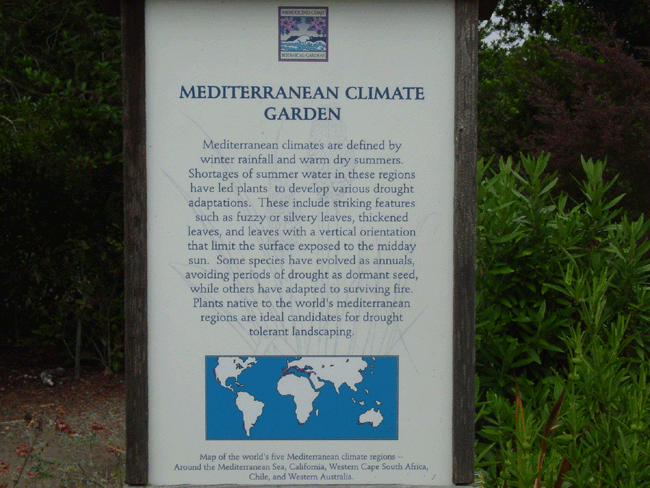 MENDOCINO COAST
BOTANICAL GARDENS
MEDITERRANEAN CLIMATE
GARDEN
Mediterranean climates are defined by
winter rainfall and warm dry summers.
Shortages of summer water in these regions
have led plants to develop various drought
adaptations. These include striking features
such as fuzzy or silvery leaves, thickened
leaves, and leaves with a vertical orientation
that limit the surface exposed to the midday
sun. Some species have evolved as annuals,
avoiding periods of drought as dormant seed,
while others have adapted to surviving fire.
Plants native to the world's mediterranean
regions are ideal candidates for drought
tolerant landscaping.
Map of the world's five Mediterranean climate regions --
Around the Mediterranean Sea, California, Western Cape South Africa,
Chile, and Western Australia.